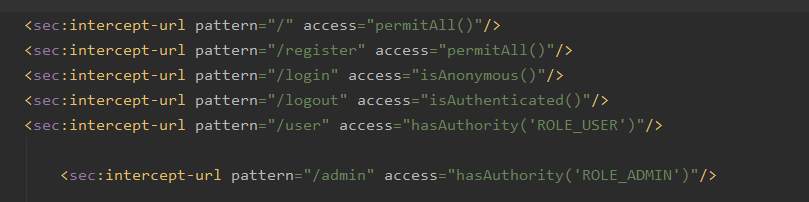 <sec:intercept-url pattern="/" access="permitAll()"/>
<sec:intercept-url pattern="/register" access="permitAll()"/>
<sec:intercept-url pattern="/login" access="isAnonymous()"/>
<sec:intercept-url pattern="/logout" access="isAuthenticated()"/>
<sec:intercept-url pattern="/user" access="hasAuthority('ROLE_USER')"/>
<sec:intercept-url pattern="/admin" access="hasAuthority('ROLE_ADMIN')"/>